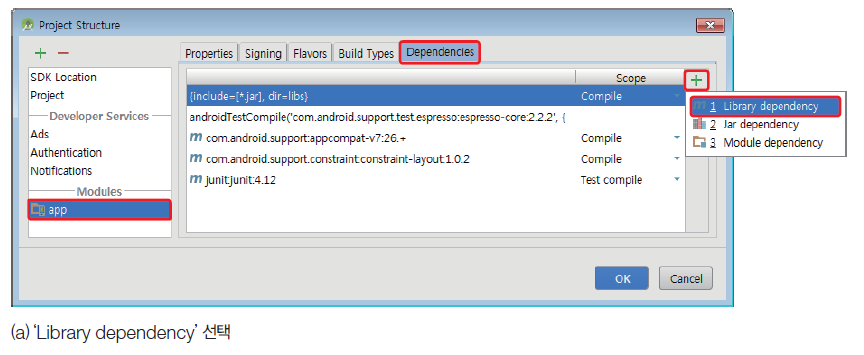 Project Structure
Properties Signing Flavors Build Types Dependencies
SDK Location
Project
Developer Services
Ads
Authentication
Notifications
Modules
app
Scope
{include=[*.jar], dir=libs} Compile
androidTestCompile('com.android.support.test.espresso:espresso-core:2.2.2', {
m com.android.support:appcompat-v7:26.+ Compile
m com.android.support.constraint:constraint-layout:1.0.2 Compile
m junit:junit:4.12 Test compile
m 1 Library dependency
2 Jar dependency
3 Module dependency
OK Cancel
(a) ‘Library dependency’ 선택